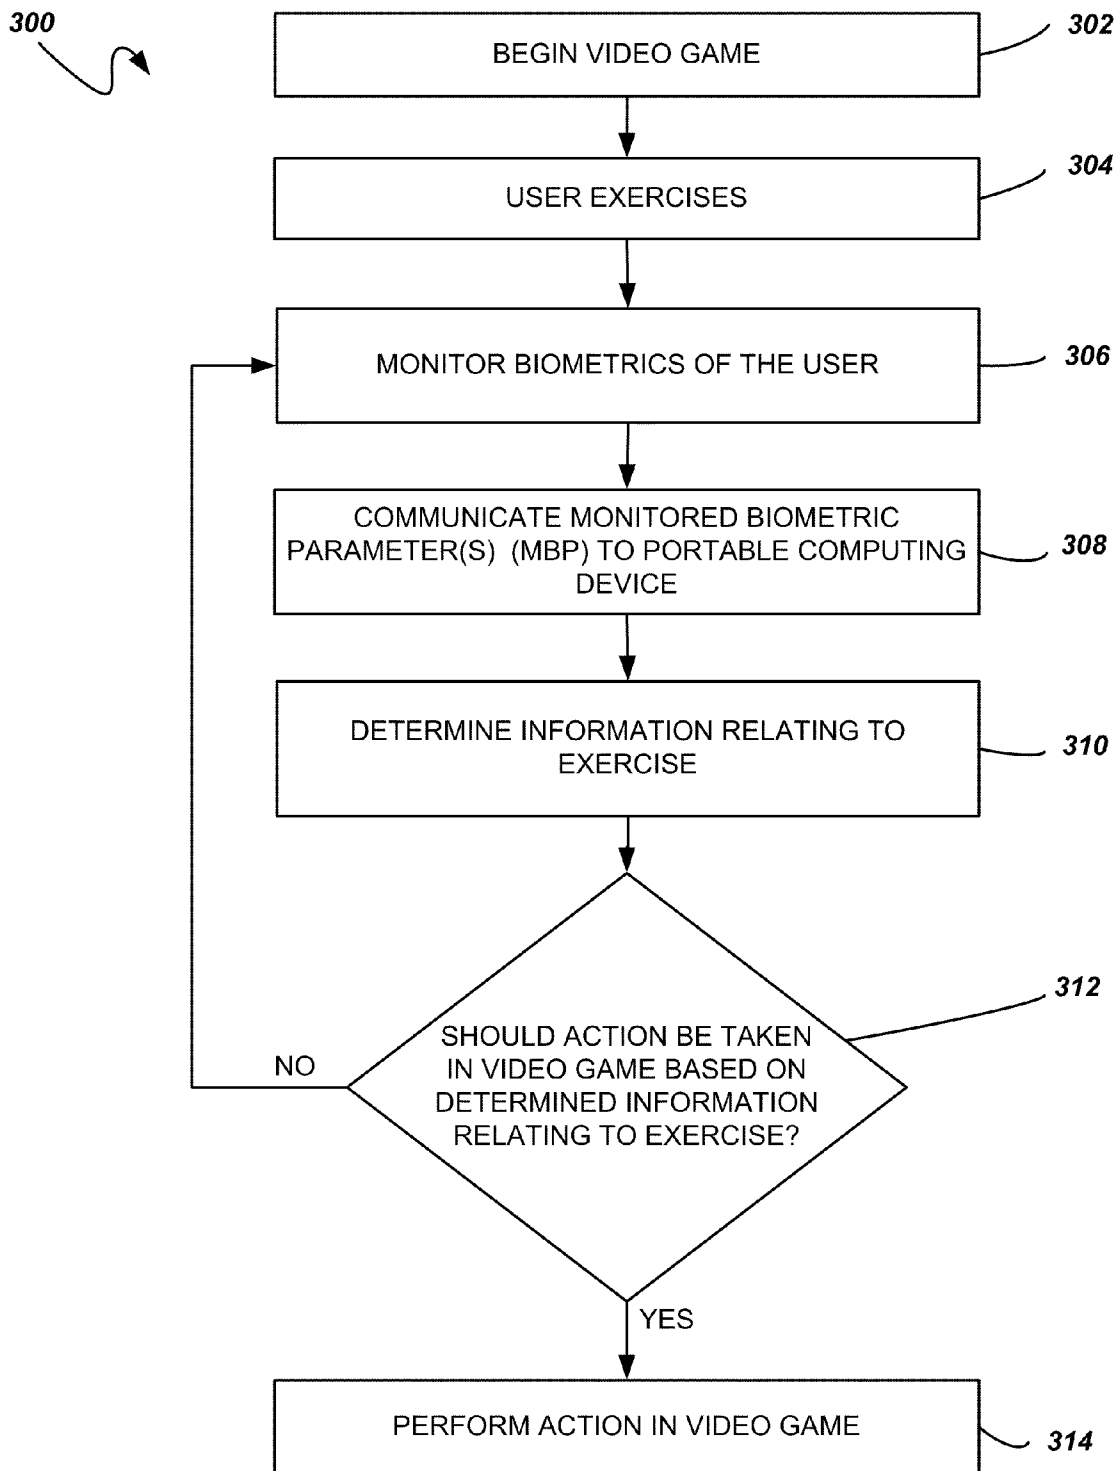 300
302
BEGIN VIDEO GAME
304
USER EXERCISES
306
MONITOR BIOMETRICS OF THE USER
COMMUNICATE MONITORED BIOMETRIC
PARAMETER(S) (MBP) TO PORTABLE COMPUTING
DEVICE
308
DETERMINE INFORMATION RELATING TO
EXERCISE
310
312
SHOULD ACTION BE TAKEN
IN VIDEO GAME BASED ON
DETERMINED INFORMATION
RELATING TO EXERCISE?
NO
YES
PERFORM ACTION IN VIDEO GAME
314